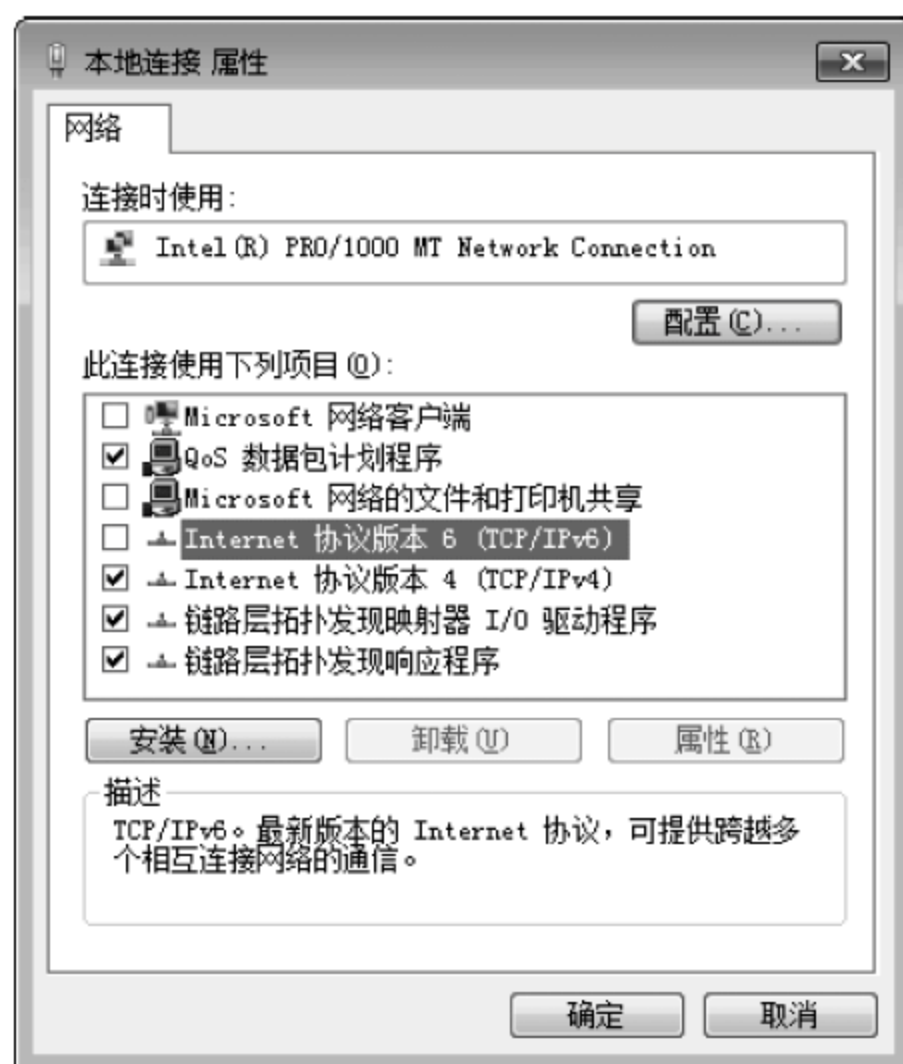 本地连接 属性
网络
连接时使用:
Intel(R) PRO/1000 MT Network Connection
配置(C)...
此连接使用下列项目(O):
Microsoft 网络客户端
QoS 数据包计划程序
Microsoft 网络的文件和打印机共享
Internet 协议版本 6 (TCP/IPv6)
Internet 协议版本 4 (TCP/IPv4)
链路层拓扑发现映射器 I/O 驱动程序
链路层拓扑发现响应程序
安装(N)... 卸载(U) 属性(R)
描述
TCP/IPv6。最新版本的 Internet 协议，可提供跨越多
个相互连接网络的通信。
确定 取消